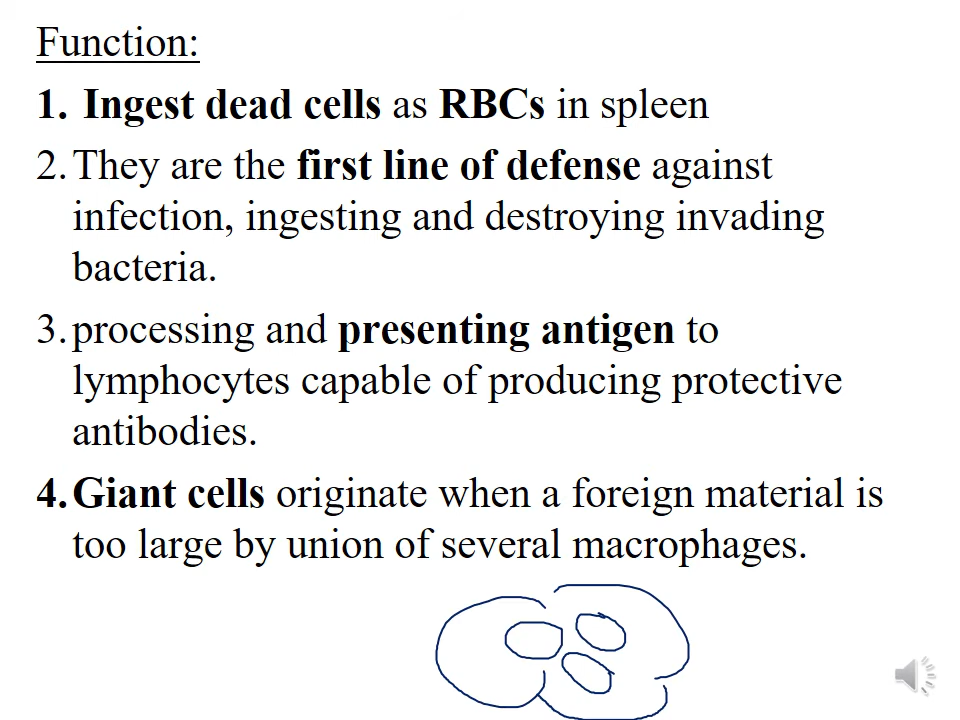 Function:
1. Ingest dead cells as RBCs in spleen
2. They are the first line of defense against
infection, ingesting and destroying invading
bacteria.
3. processing and presenting antigen to
lymphocytes capable of producing protective
antibodies.
4. Giant cells originate when a foreign material is
too large by union of several macrophages.